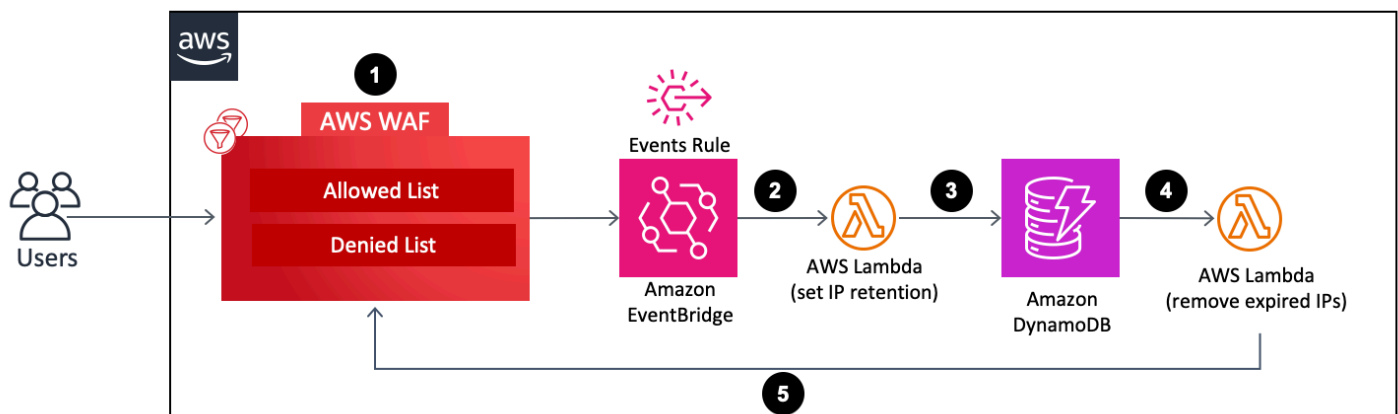 aws
1
AWS WAF
Allowed List
Denied List
Users
Events Rule
Amazon
EventBridge
2
AWS Lambda
(set IP retention)
3
Amazon
DynamoDB
4
AWS Lambda
(remove expired IPs)
5